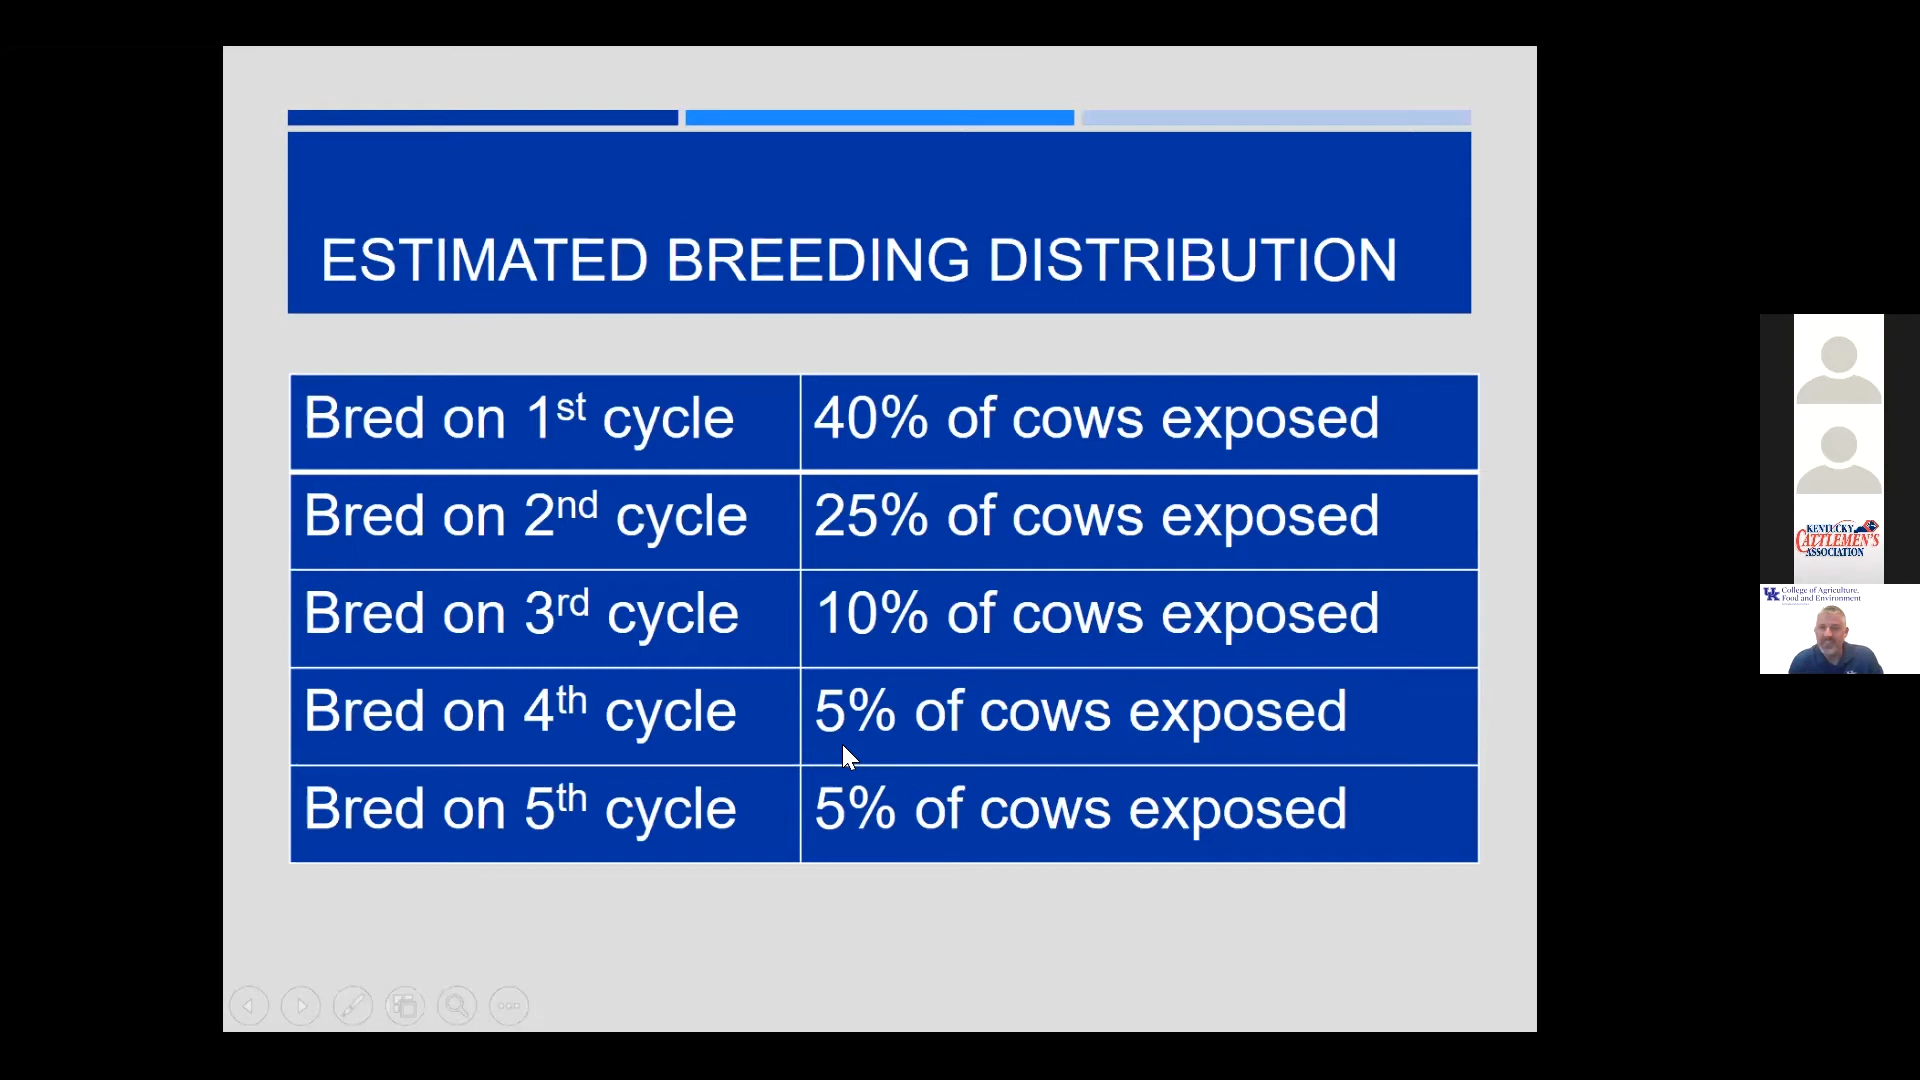 ESTIMATED BREEDING DISTRIBUTION
Bred on 1st cycle 40% of cows exposed
Bred on 2nd cycle 25% of cows exposed
Bred on 3rd cycle 10% of cows exposed
Bred on 4th cycle 5% of cows exposed
Bred on 5th cycle 5% of cows exposed
KENTUCKY
CATTLEMEN'S
ASSOCIATION
UK College of Agriculture,
Food and Environment